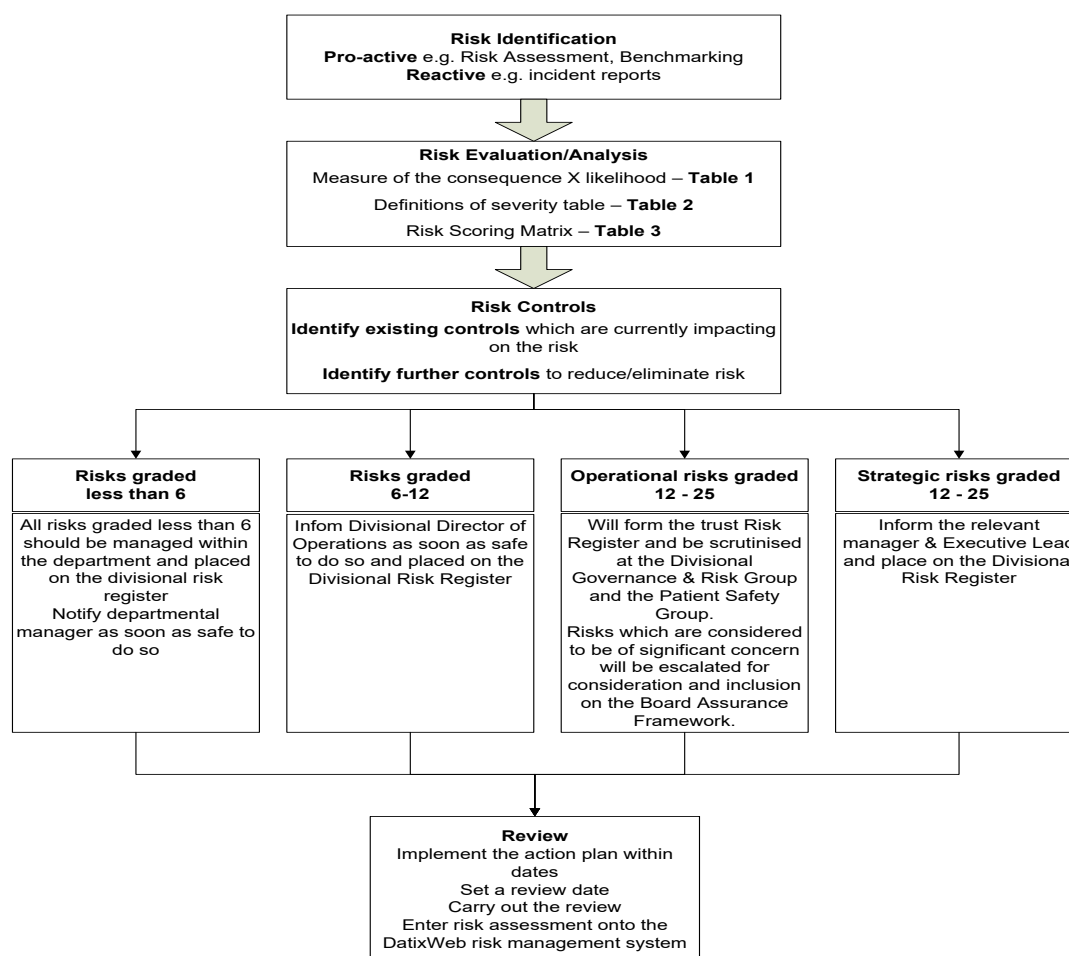 Risk Identification
Pro-active e.g. Risk Assessment, Benchmarking
Reactive e.g. incident reports
Risk Evaluation/Analysis
Measure of the consequence X likelihood – Table 1
Definitions of severity table – Table 2
Risk Scoring Matrix – Table 3
Risk Controls
Identify existing controls which are currently impacting
on the risk
Identify further controls to reduce/eliminate risk
Risks graded
less than 6
All risks graded less than 6
should be managed within
the department and placed
on the divisional risk
register
Notify departmental
manager as soon as safe to
do so
Risks graded
6-12
Infom Divisional Director of
Operations as soon as safe
to do so and placed on the
Divisional Risk Register
Operational risks graded
12 - 25
Will form the trust Risk
Register and be scrutinised
at the Divisional
Governance & Risk Group
and the Patient Safety
Group.
Risks which are considered
to be of significant concern
will be escalated for
consideration and inclusion
on the Board Assurance
Framework.
Strategic risks graded
12 - 25
Inform the relevant
manager & Executive Lead
and place on the Divisional
Risk Register
Review
Implement the action plan within
dates
Set a review date
Carry out the review
Enter risk assessment onto the
DatixWeb risk management system